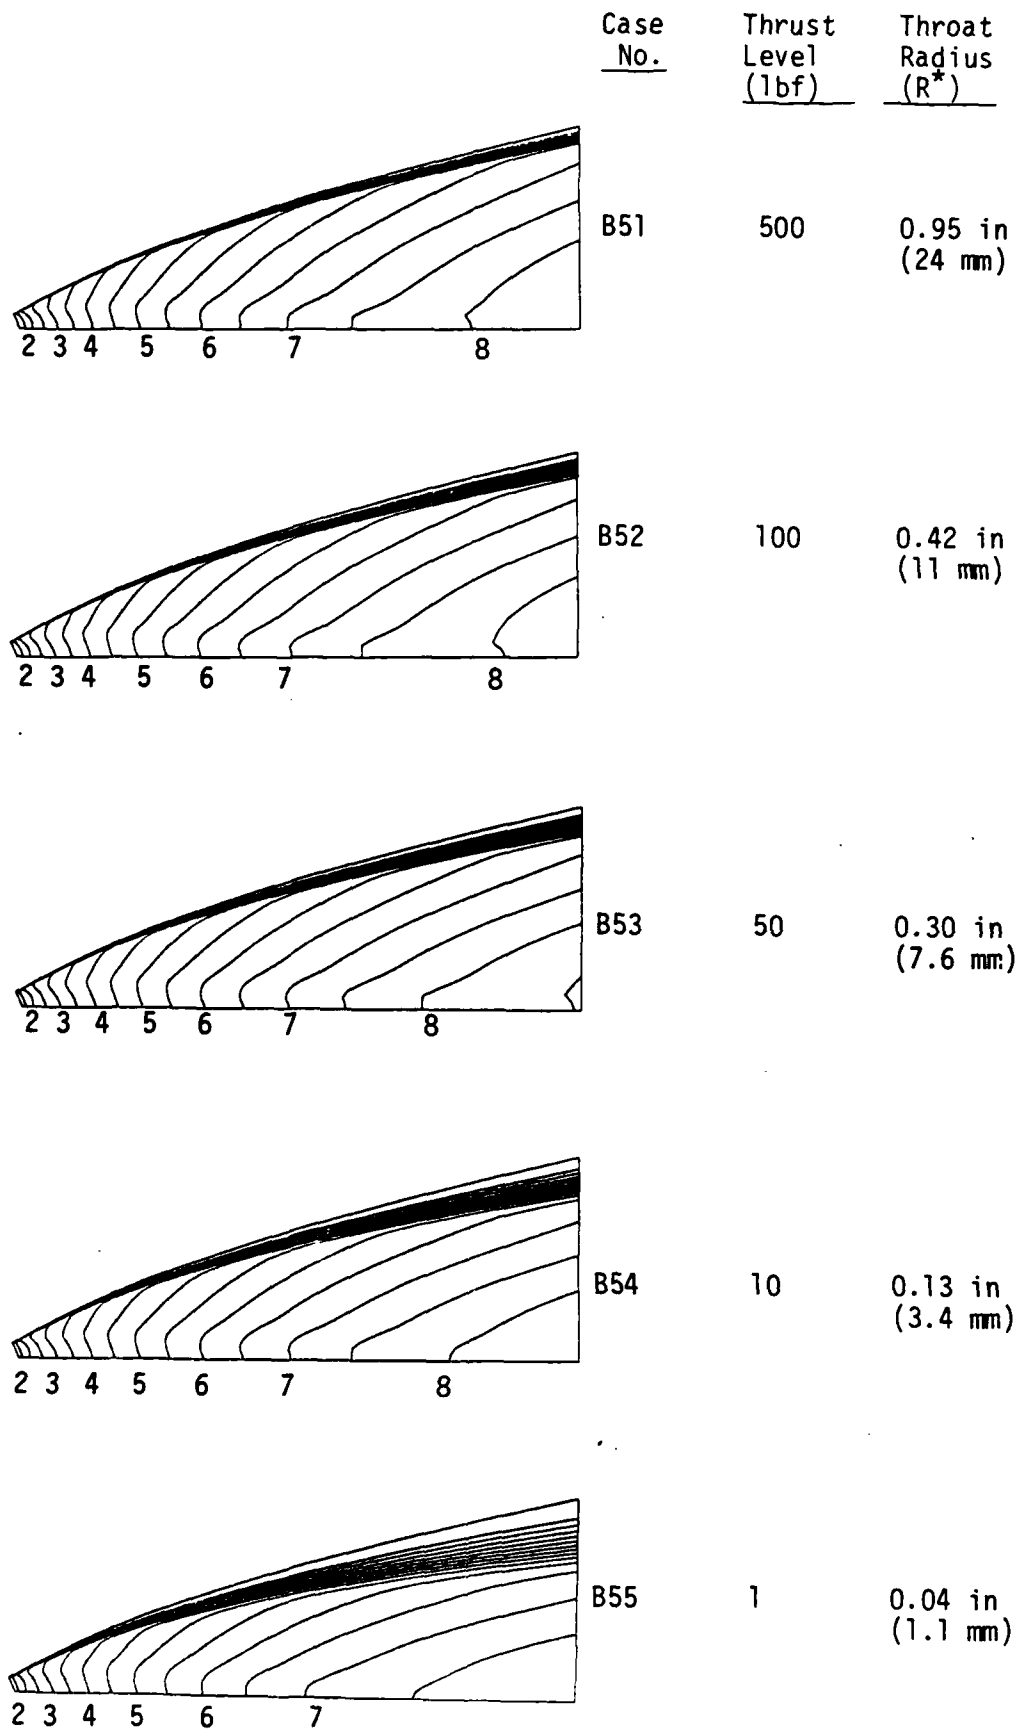 Case Thrust Throat
No. Level Radius
(lbf) (R*)
B51 500 0.95 in
(24 mm)
2 3 4 5 6 7 8
B52 100 0.42 in
(11 mm)
2 3 4 5 6 7 8
B53 50 0.30 in
(7.6 mm)
2 3 4 5 6 7 8
B54 10 0.13 in
(3.4 mm)
2 3 4 5 6 7 8
B55 1 0.04 in
(1.1 mm)
2 3 4 5 6 7